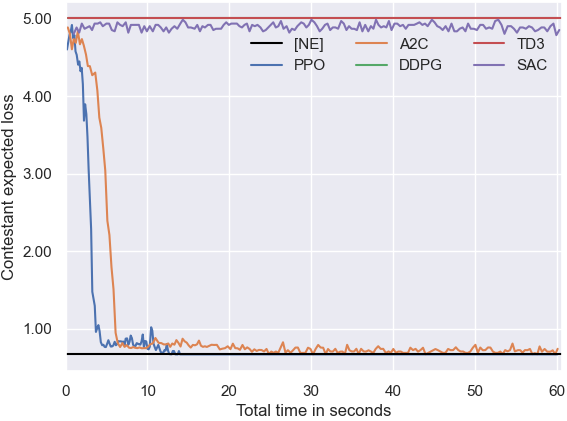 5.00
4.00
3.00
2.00
1.00
Contestant expected loss
[NE] A2C TD3
PPO DDPG SAC
0 10 20 30 40 50 60
Total time in seconds